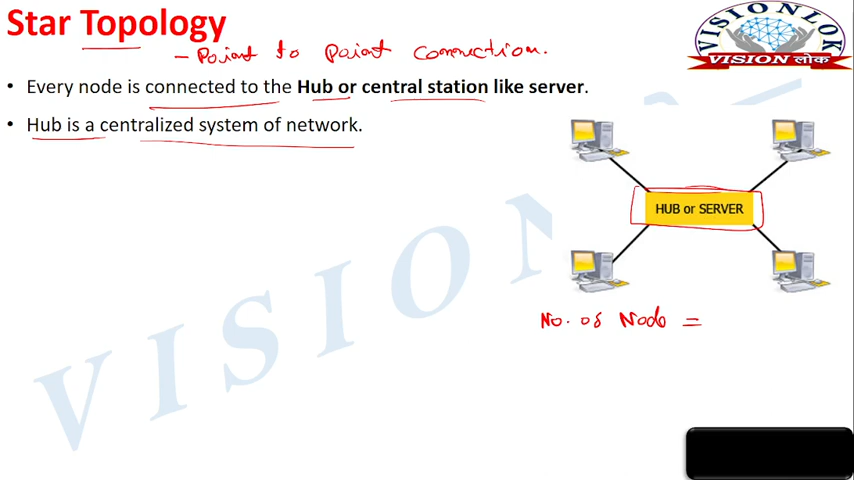 Star Topology
VISIONLOK
VISION लोक
- Point to Point Connection.
• Every node is connected to the Hub or central station like server.
• Hub is a centralized system of network.
HUB or SERVER
No. of Node =
VISION